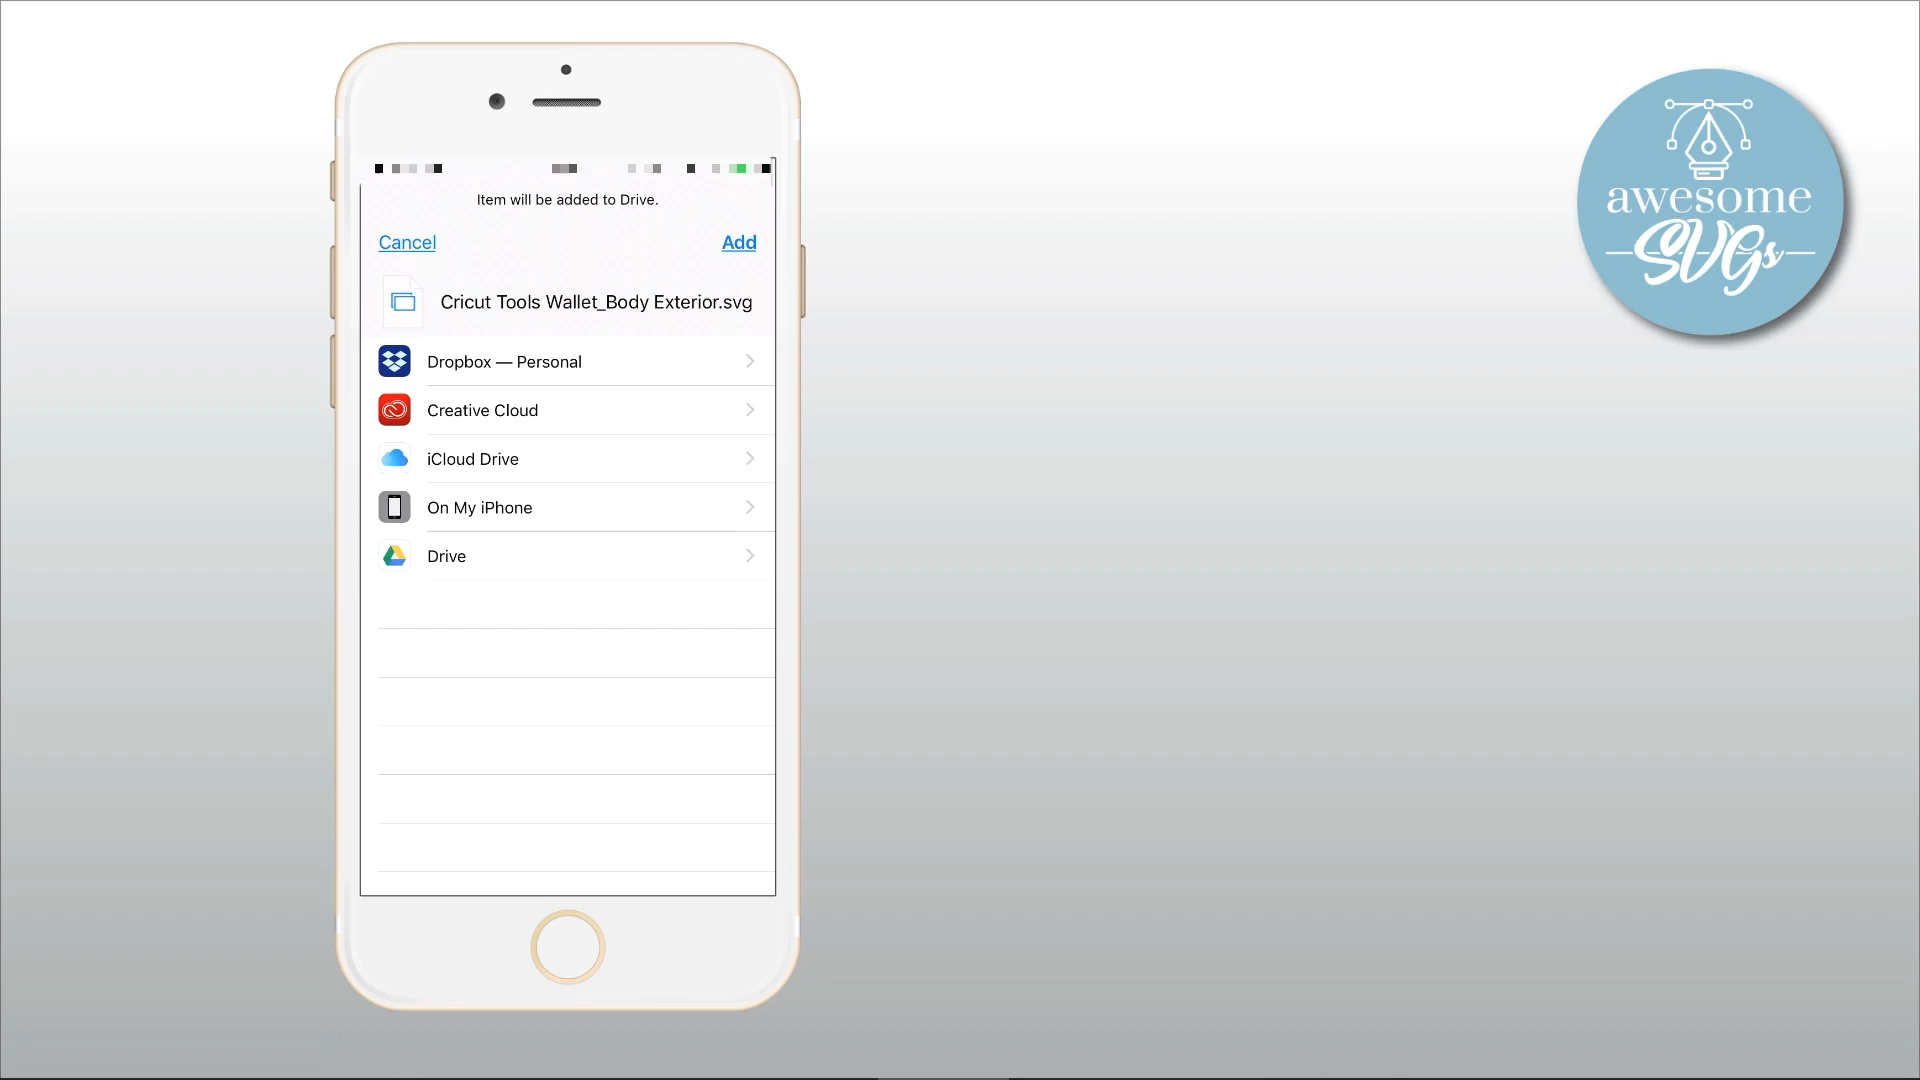 Item will be added to Drive.
Cancel
Add
Cricut Tools Wallet_Body Exterior.svg
Dropbox — Personal
Creative Cloud
iCloud Drive
On My iPhone
Drive
awesome
SVGs